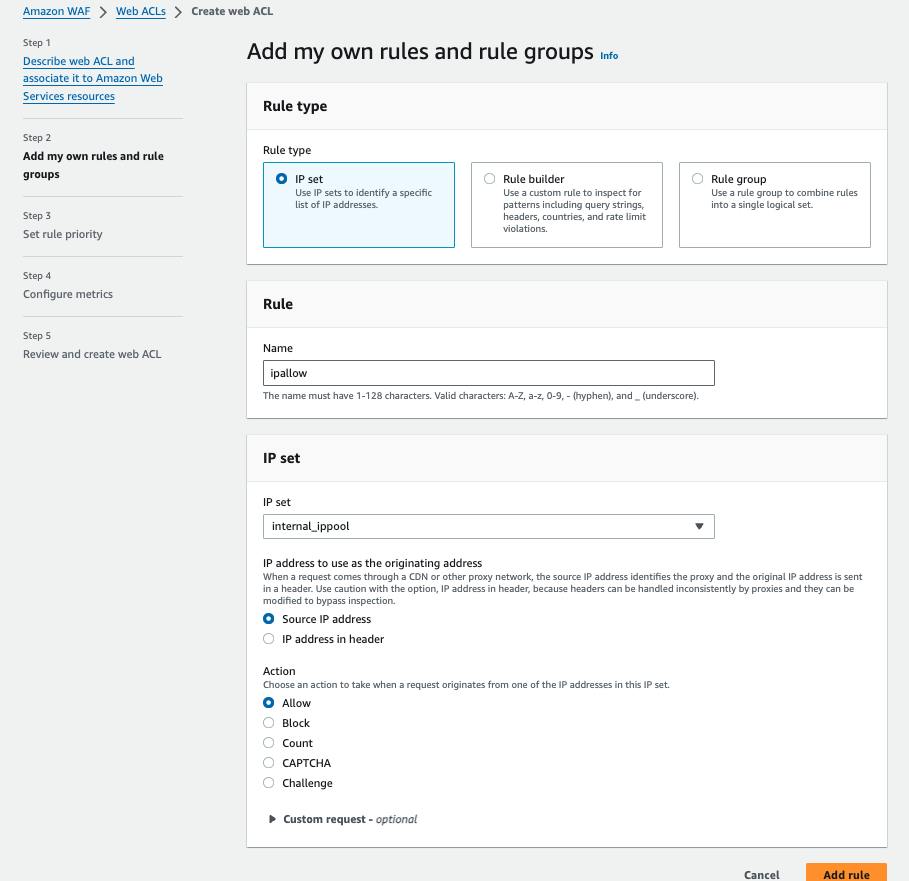 Amazon WAF > Web ACLs > Create web ACL
Step 1
Describe web ACL and
associate it to Amazon Web
Services resources
Step 2
Add my own rules and rule
groups
Step 3
Set rule priority
Step 4
Configure metrics
Step 5
Review and create web ACL
Add my own rules and rule groups Info
Rule type
Rule type
IP set
Use IP sets to identify a specific
list of IP addresses.
Rule builder
Use a custom rule to inspect for
patterns including query strings,
headers, countries, and rate limit
violations.
Rule group
Use a rule group to combine rules
into a single logical set.
Rule
Name
ipallow
The name must have 1-128 characters. Valid characters: A-Z, a-z, 0-9, - (hyphen), and _ (underscore).
IP set
IP set
internal_ippool
IP address to use as the originating address
When a request comes through a CDN or other proxy network, the source IP address identifies the proxy and the original IP address is sent
in a header. Use caution with the option, IP address in header, because headers can be handled inconsistently by proxies and they can be
modified to bypass inspection.
Source IP address
IP address in header
Action
Choose an action to take when a request originates from one of the IP addresses in this IP set.
Allow
Block
Count
CAPTCHA
Challenge
Custom request - optional
Cancel
Add rule